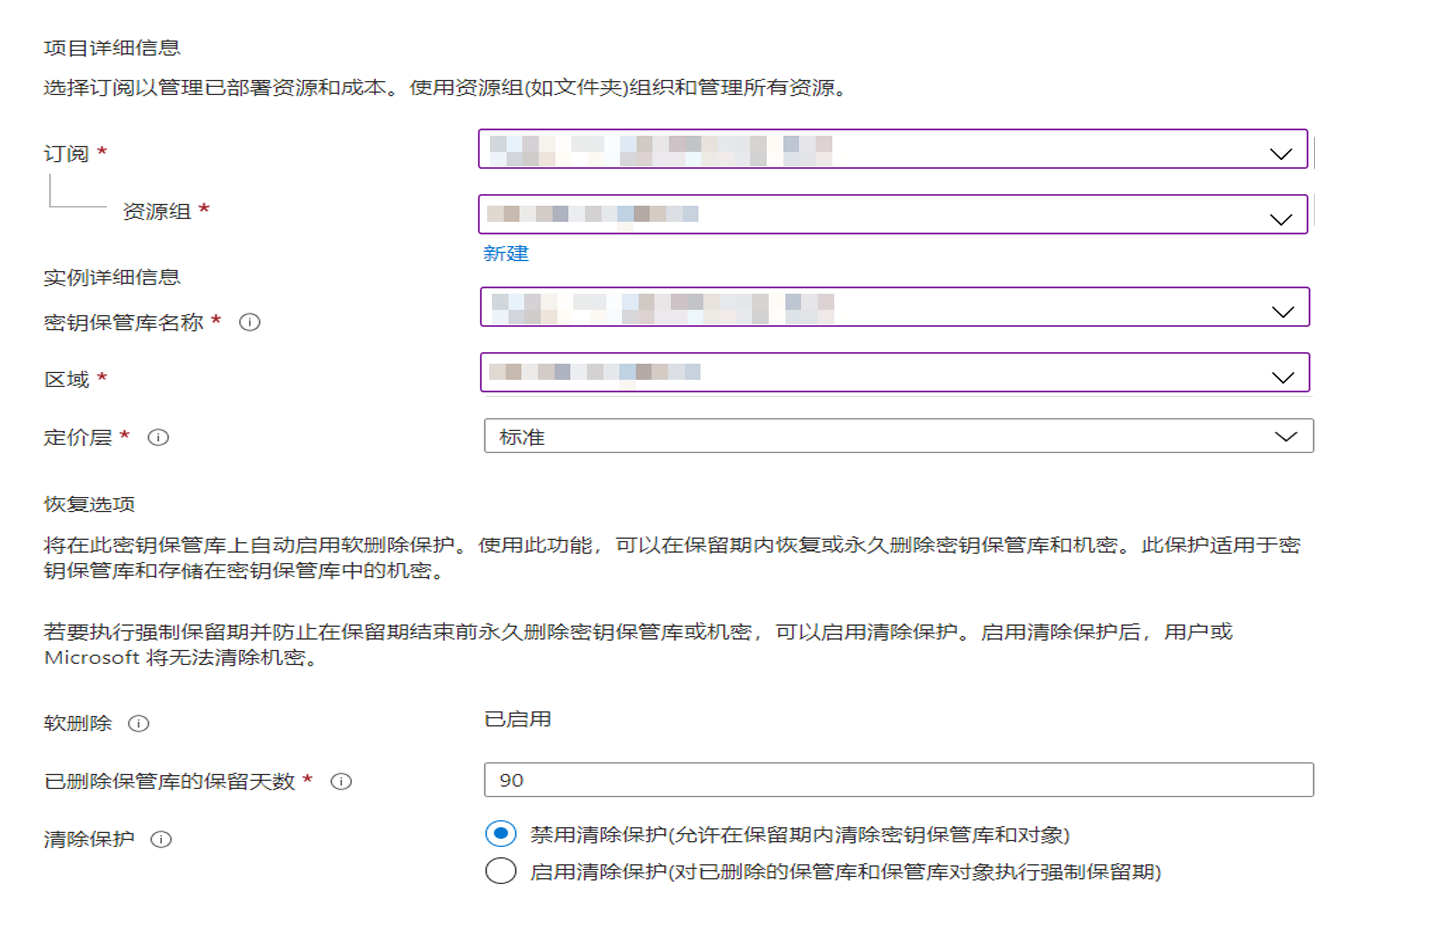 项目详细信息
选择订阅以管理已部署资源和成本。使用资源组(如文件夹)组织和管理所有资源。
订阅 *
资源组 *
新建
实例详细信息
密钥保管库名称 *
区域 *
定价层 *
标准
恢复选项
将在此密钥保管库上自动启用软删除保护。使用此功能，可以在保留期内恢复或永久删除密钥保管库和机密。此保护适用于密
钥保管库和存储在密钥保管库中的机密。
若要执行强制保留期并防止在保留期结束前永久删除密钥保管库或机密，可以启用清除保护。启用清除保护后，用户或
Microsoft 将无法清除机密。
软删除
已启用
已删除保管库的保留天数 *
90
清除保护
禁用清除保护(允许在保留期内清除密钥保管库和对象)
启用清除保护(对已删除的保管库和保管库对象执行强制保留期)